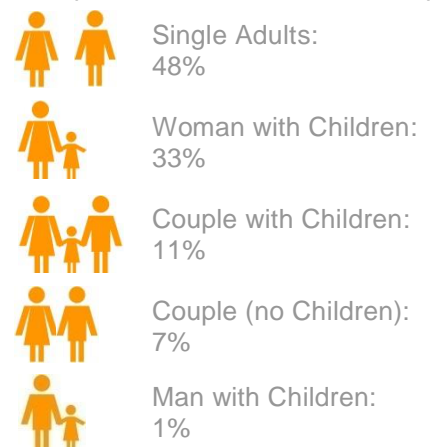 Single Adults:
48%
Woman with Children:
33%
Couple with Children:
11%
Couple (no Children):
7%
Man with Children:
1%